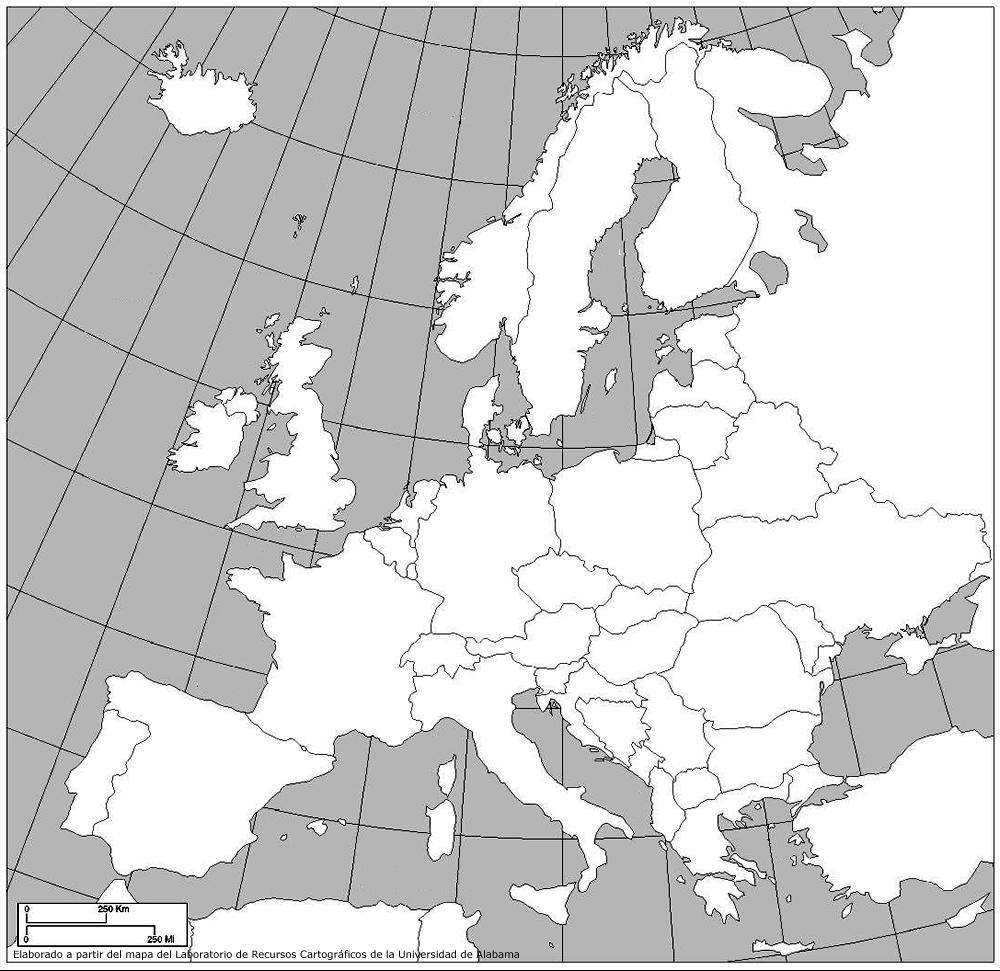 0 250 Km
0 250 MI
Elaborado a partir del mapa del Laboratorio de Recursos Cartográficos de la Universidad de Alabama